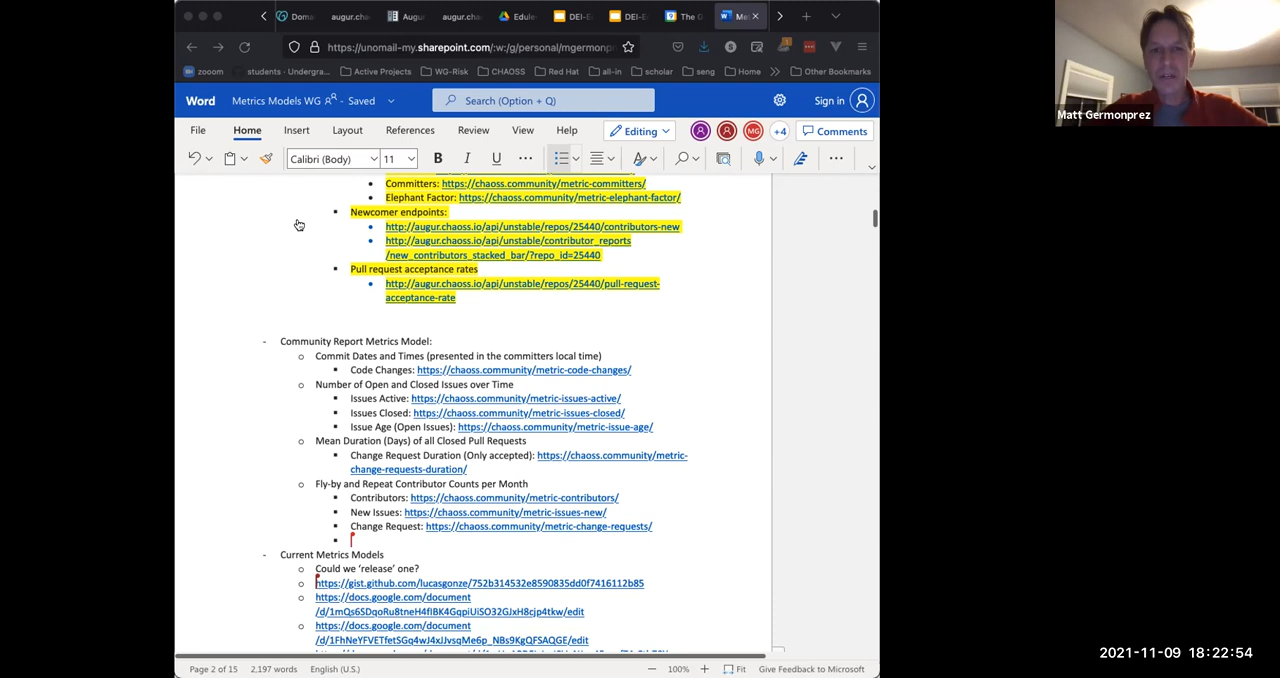 Doma
augur.cha
Augu
augur.cha
Edule
DEI-E
DEI-E
The G
Me
https://unomail-my.sharepoint.com/:w:/g/personal/mgermonp
zooom
students - Undergra...
Active Projects
WG-Risk
CHAOSS
Red Hat
all-in
scholar
seng
Home
Other Bookmarks
Word
Metrics Models WG
- Saved
Search (Option + Q)
Sign in
File
Home
Insert
Layout
References
Review
View
Help
Editing
MG
+4
Comments
Calibri (Body)
11
B
I
U
Committers: https://chaoss.community/metric-committers/
Elephant Factor: https://chaoss.community/metric-elephant-factor/
Newcomer endpoints:
http://augur.chaoss.io/api/unstable/repos/25440/contributors-new
http://augur.chaoss.io/api/unstable/contributor_reports
/new_contributors_stacked_bar/?repo_id=25440
Pull request acceptance rates
http://augur.chaoss.io/api/unstable/repos/25440/pull-request-
acceptance-rate
- Community Report Metrics Model:
Commit Dates and Times (presented in the committers local time)
Code Changes: https://chaoss.community/metric-code-changes/
Number of Open and Closed Issues over Time
Issues Active: https://chaoss.community/metric-issues-active/
Issues Closed: https://chaoss.community/metric-issues-closed/
Issue Age (Open Issues): https://chaoss.community/metric-issue-age/
Mean Duration (Days) of all Closed Pull Requests
Change Request Duration (Only accepted): https://chaoss.community/metric-
change-requests-duration/
Fly-by and Repeat Contributor Counts per Month
Contributors: https://chaoss.community/metric-contributors/
New Issues: https://chaoss.community/metric-issues-new/
Change Request: https://chaoss.community/metric-change-requests/
- Current Metrics Models
Could we 'release' one?
https://gist.github.com/lucasgonze/752b314532e8590835dd0f7416112b85
https://docs.google.com/document
/d/1mQs6SDqoRu8tneH4fIBK4GqpiUiSO32GJxH8cjp4tkw/edit
https://docs.google.com/document
/d/1FhNeYFVETfetSGq4wJ4xJJvsqMe6p_NBs9KgQFSAQGE/edit
Page 2 of 15
2,197 words
English (U.S.)
100%
Fit
Give Feedback to Microsoft
Matt Germonprez
2021-11-09 18:22:54